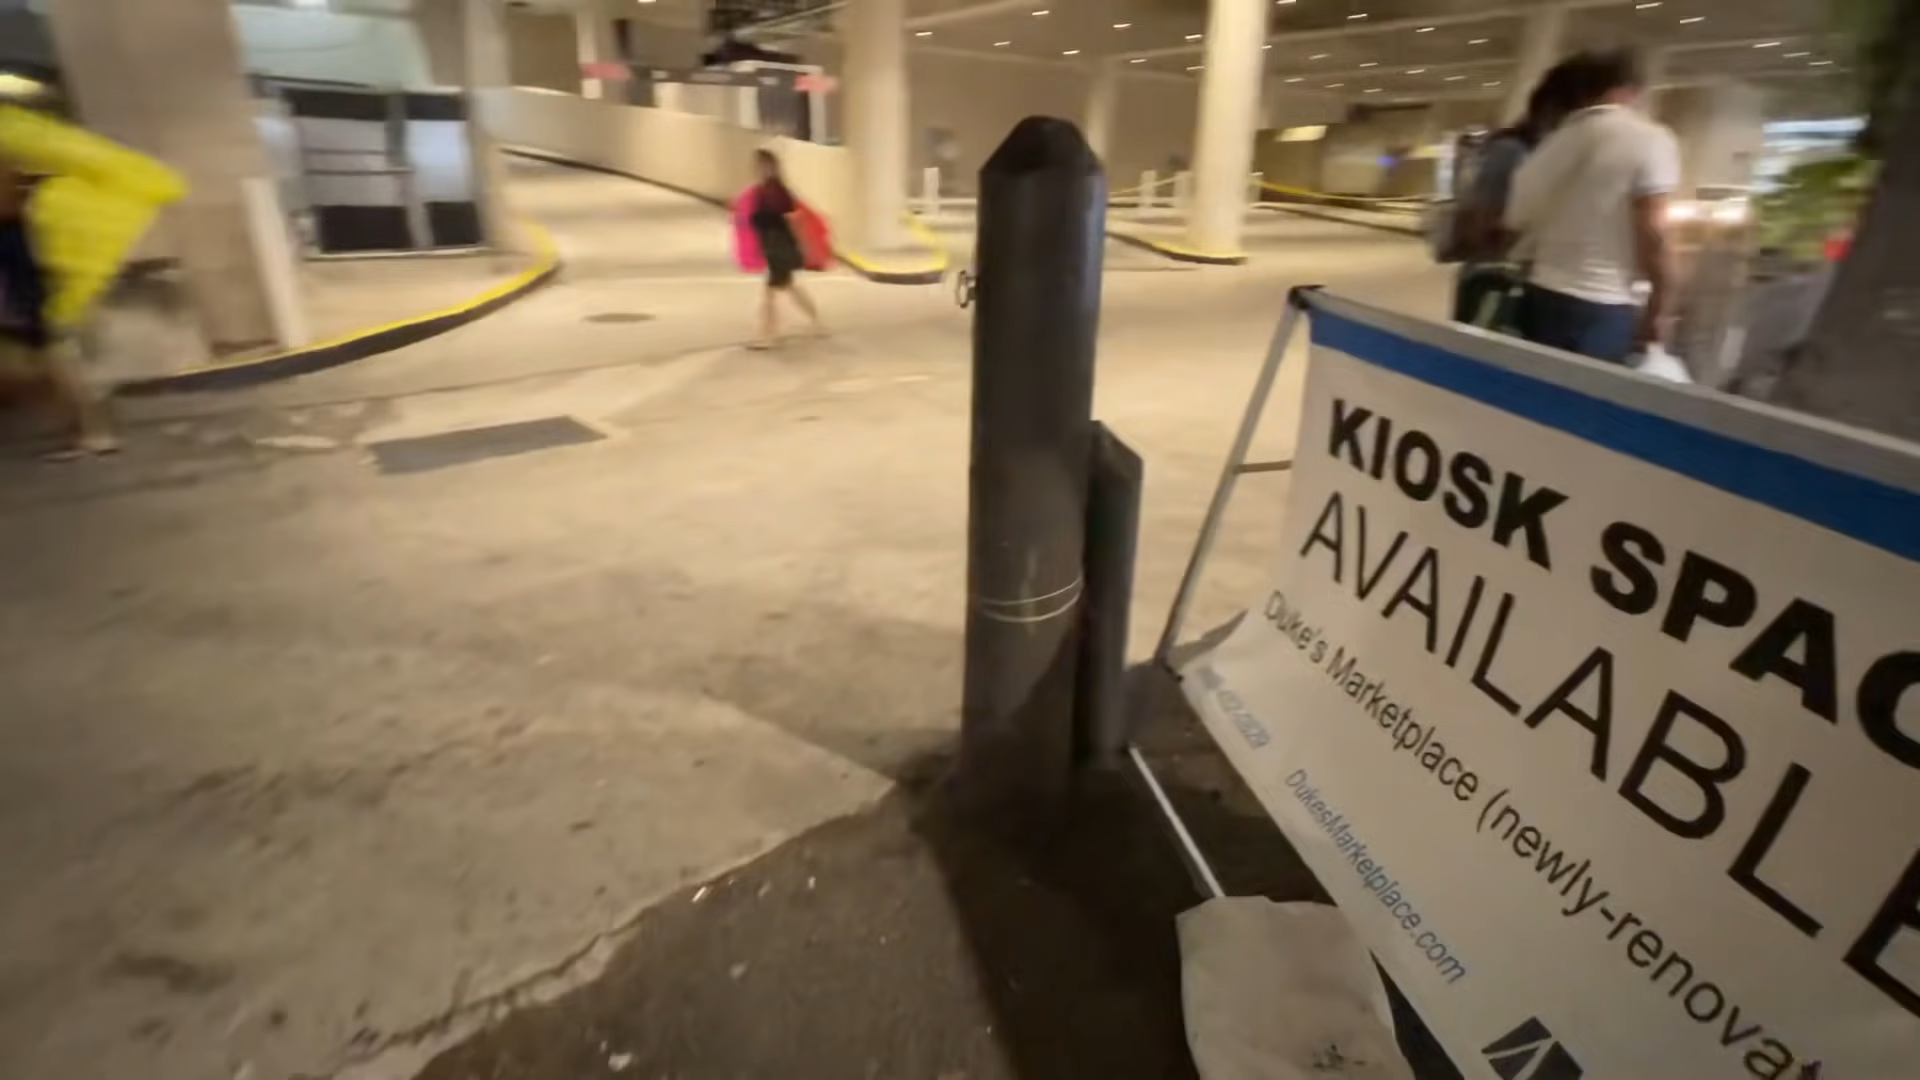 KIOSK SPAC
AVAILABLE
Duke's Marketplace (newly-renovat
DukesMarketplace.com